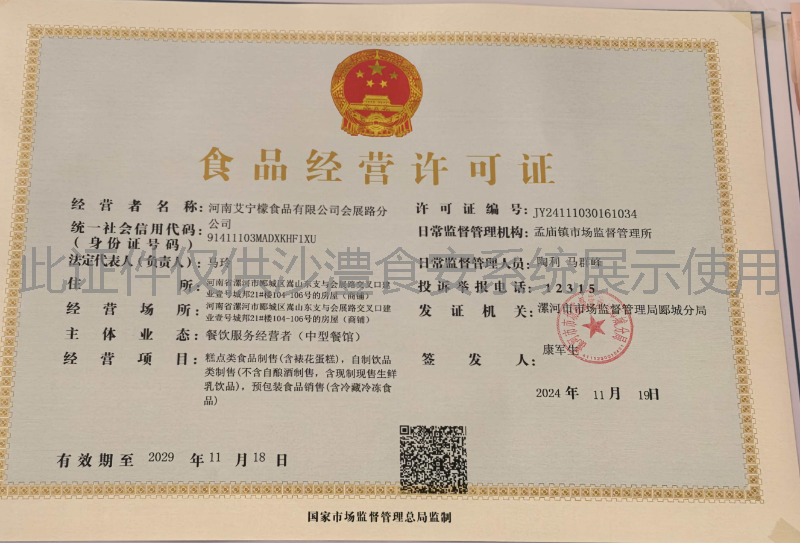 食品经营许可证
经营者名称：河南艾宁檬食品有限公司会展路分
公司
统一社会信用代码：
(身份证号码) 91411103MADXKHF1XU
法定代表人(负责人)：马玲
住所：河南省漯河市郾城区嵩山东支与会展路交叉口建
业壹号城邦21#楼104-106号的房屋（商铺）
经营场所：河南省漯河市郾城区嵩山东支与会展路交叉口建
业壹号城邦21#楼104-106号的房屋（商铺）
主体业态：餐饮服务经营者（中型餐馆）
经营项目：糕点类食品制售(含裱花蛋糕)，自制饮品
类制售(不含自酿酒制售，含现制现售生鲜
乳饮品)，预包装食品销售(含冷藏冷冻食
品)
有效期至 2029 年 11 月 18 日
许可证编号：JY24111030161034
日常监督管理机构：孟庙镇市场监督管理所
日常监督管理人员：陶利 马群峰
投诉举报电话：12315
发证机关：漯河市市场监督管理局郾城分局
签发人：康军生
2024 年 11 月 19日
此证件仅供沙澧食安系统展示使用
国家市场监督管理总局监制